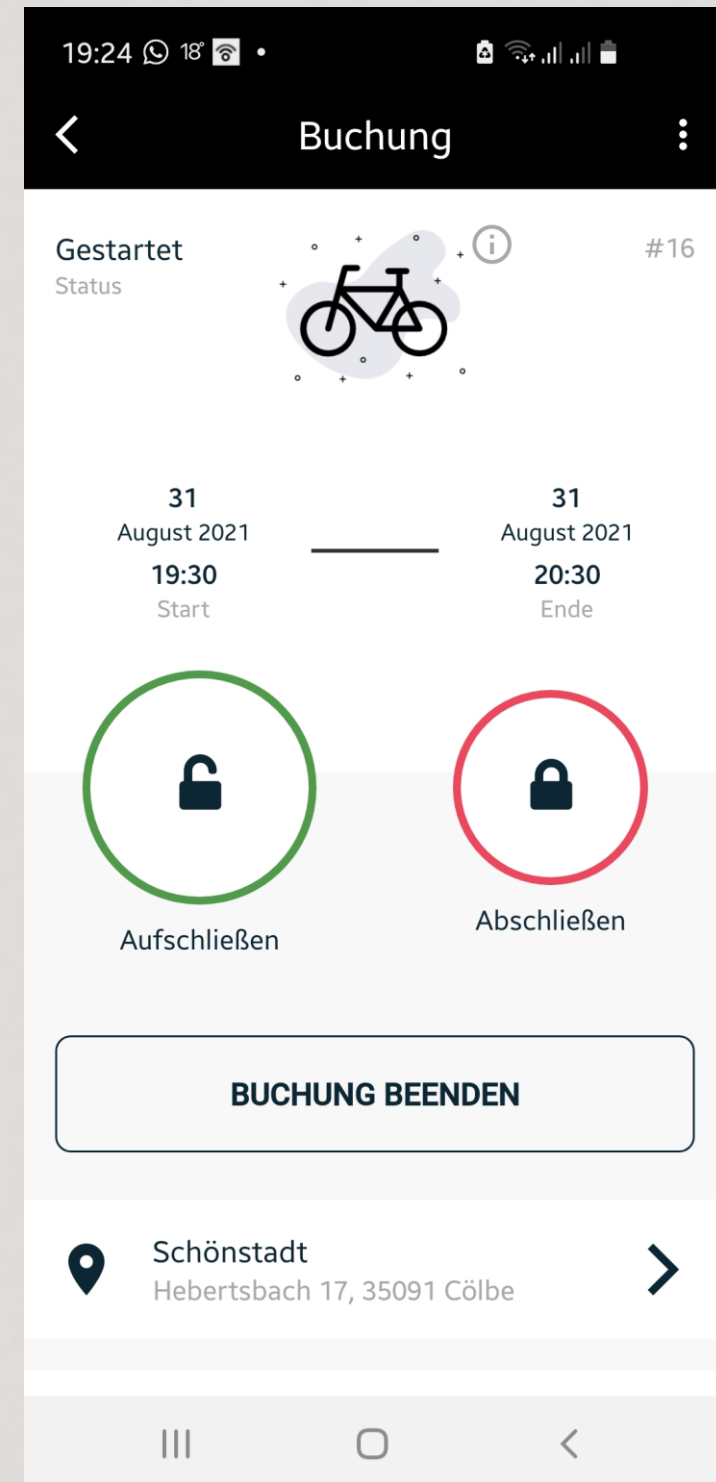 19:24 18°
Buchung
Gestartet
#16
Status
31
August 2021
19:30
Start
31
August 2021
20:30
Ende
Aufschließen
Abschließen
BUCHUNG BEENDEN
Schönstadt
Hebertsbach 17, 35091 Cölbe